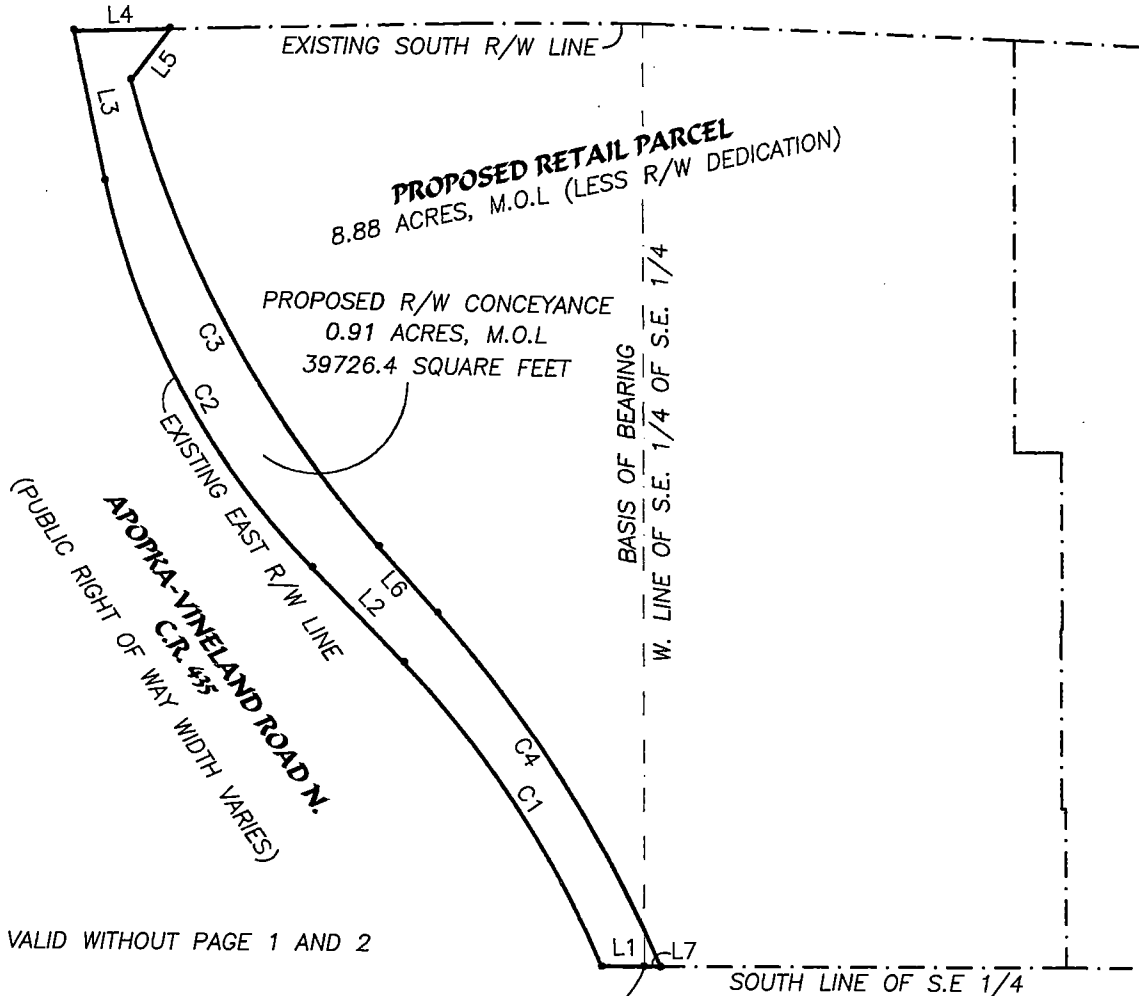 L4
EXISTING SOUTH R/W LINE
L5
L3
PROPOSED RETAIL PARCEL
8.88 ACRES, M.O.L (LESS R/W DEDICATION)
PROPOSED R/W CONCEYANCE
0.91 ACRES, M.O.L
39726.4 SQUARE FEET
C3
C2
EXISTING EAST R/W LINE
BASIS OF BEARING
W. LINE OF S.E. 1/4 OF S.E. 1/4
APOPKA-VINELAND ROAD N.
C.R. 435
(PUBLIC RIGHT OF WAY WIDTH VARIES)
L6
L2
C4
C1
VALID WITHOUT PAGE 1 AND 2
L1
L7
SOUTH LINE OF S.E 1/4